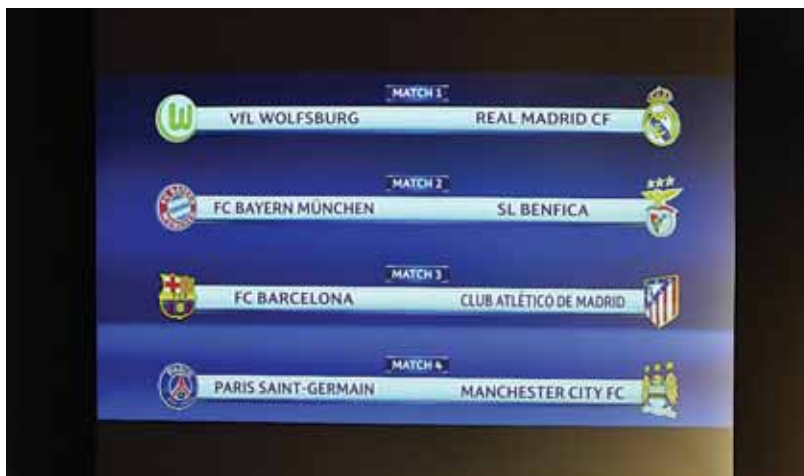 MATCH 1
VfL WOLFSBURG REAL MADRID CF
MATCH 2
FC BAYERN MÜNCHEN SL BENFICA
MATCH 3
FC BARCELONA CLUB ATLÉTICO DE MADRID
MATCH 4
PARIS SAINT-GERMAIN MANCHESTER CITY FC